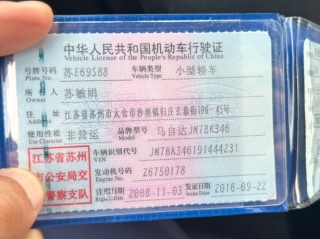 中华人民共和国机动车行驶证
Vehicle License of the People's Republic of China
号牌号码 苏E69SB8 车辆类型 小型轿车
Plate No. Vehicle Type
所有人 苏敏娟
Owner
住址 江苏省苏州市太仓市沙溪镇归庄玄恭街106-45号
Address
使用性质 非营运 品牌型号 马自达JM7BK346
Use Character Model
江苏省苏州 车辆识别代号 JM7BK346191444231
VIN
市公安局交 发动机号码 Z6750178
Engine No.
警察支队 注册日期 2008-11-03 发证日期 2016-09-22
Register Date Issue Date